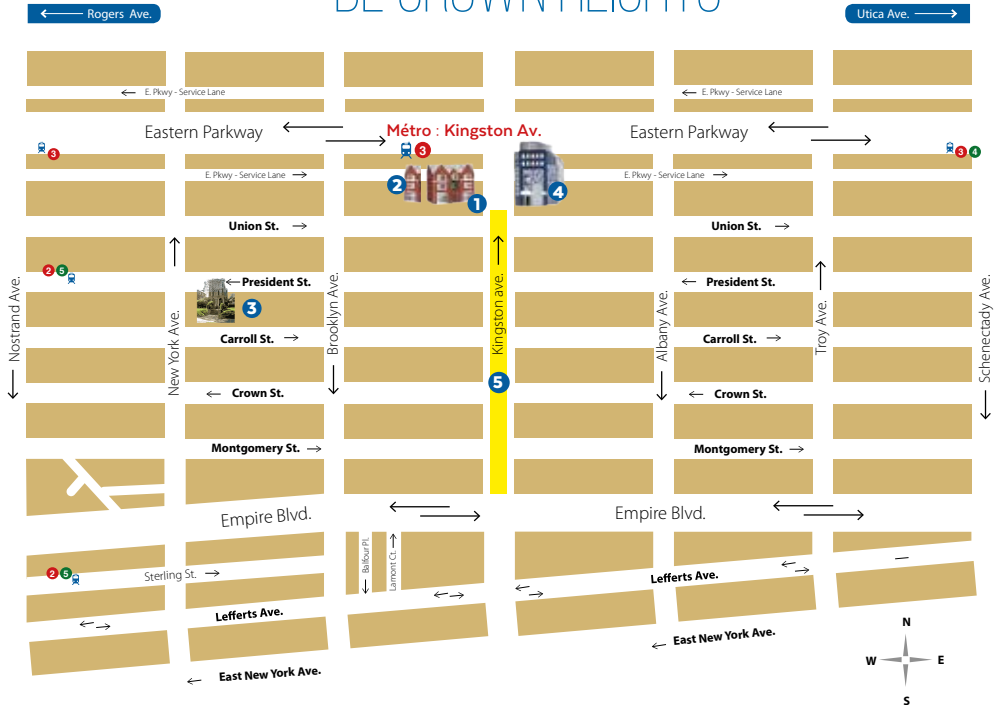 DE CROWN HEIGHTS
Rogers Ave.
Utica Ave.
E. Pkwy - Service Lane
E. Pkwy - Service Lane
Eastern Parkway
Métro : Kingston Av.
Eastern Parkway
3
3
3 4
2
1
4
E. Pkwy - Service Lane
E. Pkwy - Service Lane
Union St.
Union St.
2 5
President St.
President St.
3
Nostrand Ave.
New York Ave.
Brooklyn Ave.
Kingston ave.
Albany Ave.
Troy Ave.
Schenectady Ave.
Carroll St.
Carroll St.
5
Crown St.
Crown St.
Montgomery St.
Montgomery St.
Empire Blvd.
Empire Blvd.
Balfour Pl.
Lamont Ct.
2 5
Sterling St.
Lefferts Ave.
Lefferts Ave.
East New York Ave.
East New York Ave.
N
W E
S